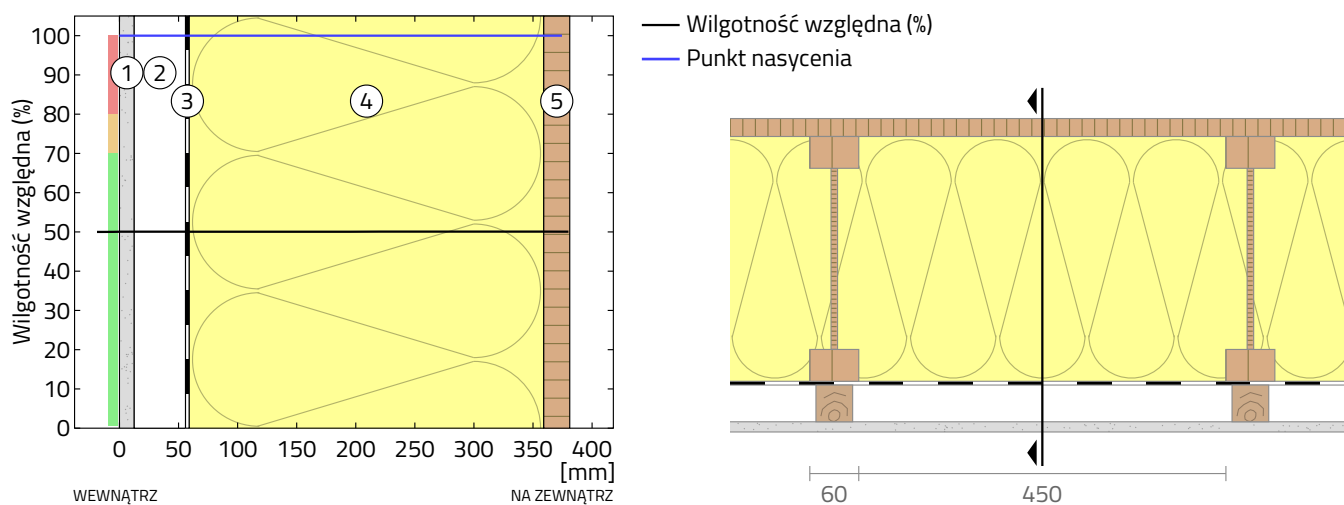 Wilgotność względna (%)
Punkt nasycenia
Wilgotność względna (%)
100
90
80
70
60
50
40
30
20
10
0
1
2
3
4
5
0 50 100 150 200 250 300 350 400
[mm]
WEWNĄTRZ NA ZEWNĄTRZ
60 450